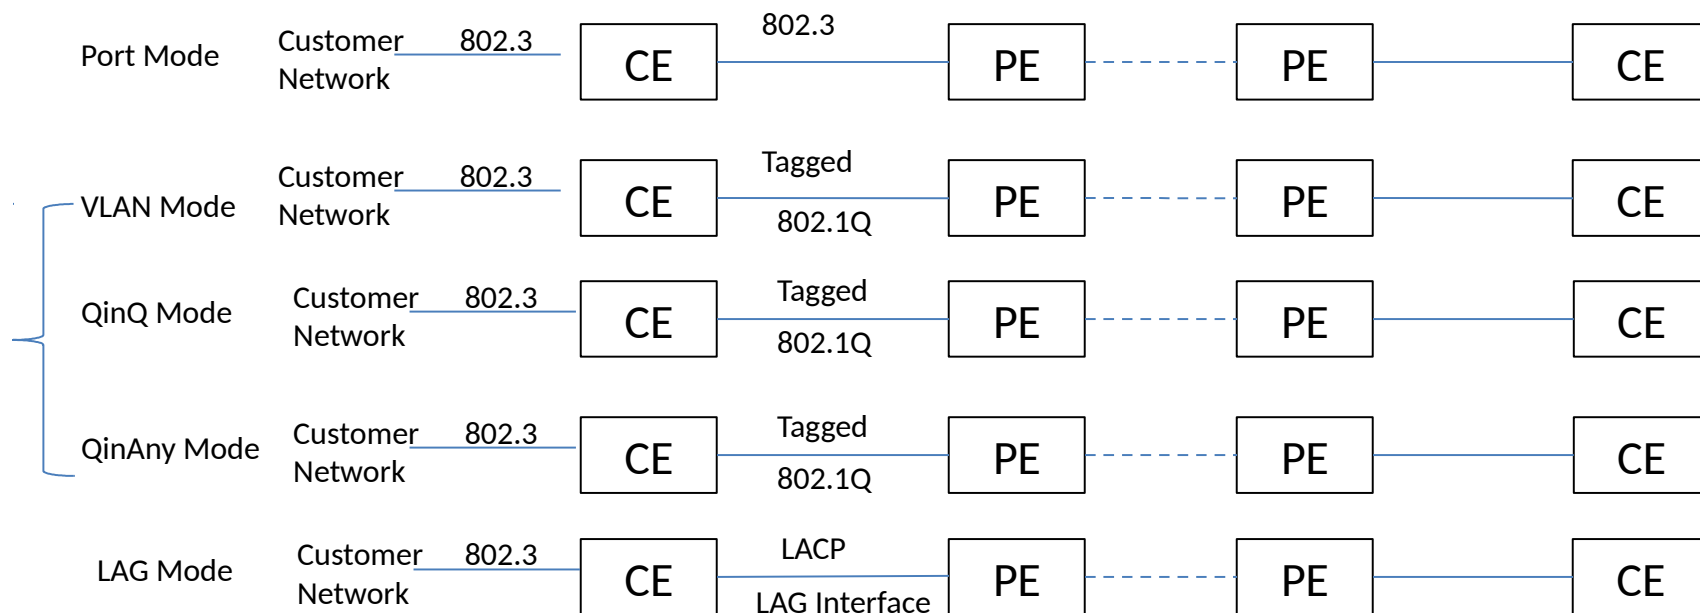 802.3
Port Mode
Customer
Network
802.3
CE
PE
PE
CE
Tagged
VLAN Mode
Customer
Network
802.3
CE
802.1Q
PE
PE
CE
Tagged
QinQ Mode
Customer
Network
802.3
CE
802.1Q
PE
PE
CE
Tagged
QinAny Mode
Customer
Network
802.3
CE
802.1Q
PE
PE
CE
LACP
LAG Mode
Customer
Network
802.3
CE
LAG Interface
PE
PE
CE